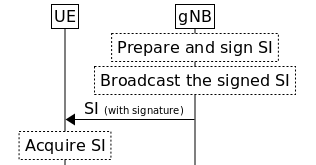 UE gNB
Prepare and sign SI
Broadcast the signed SI
SI (with signature)
Acquire SI